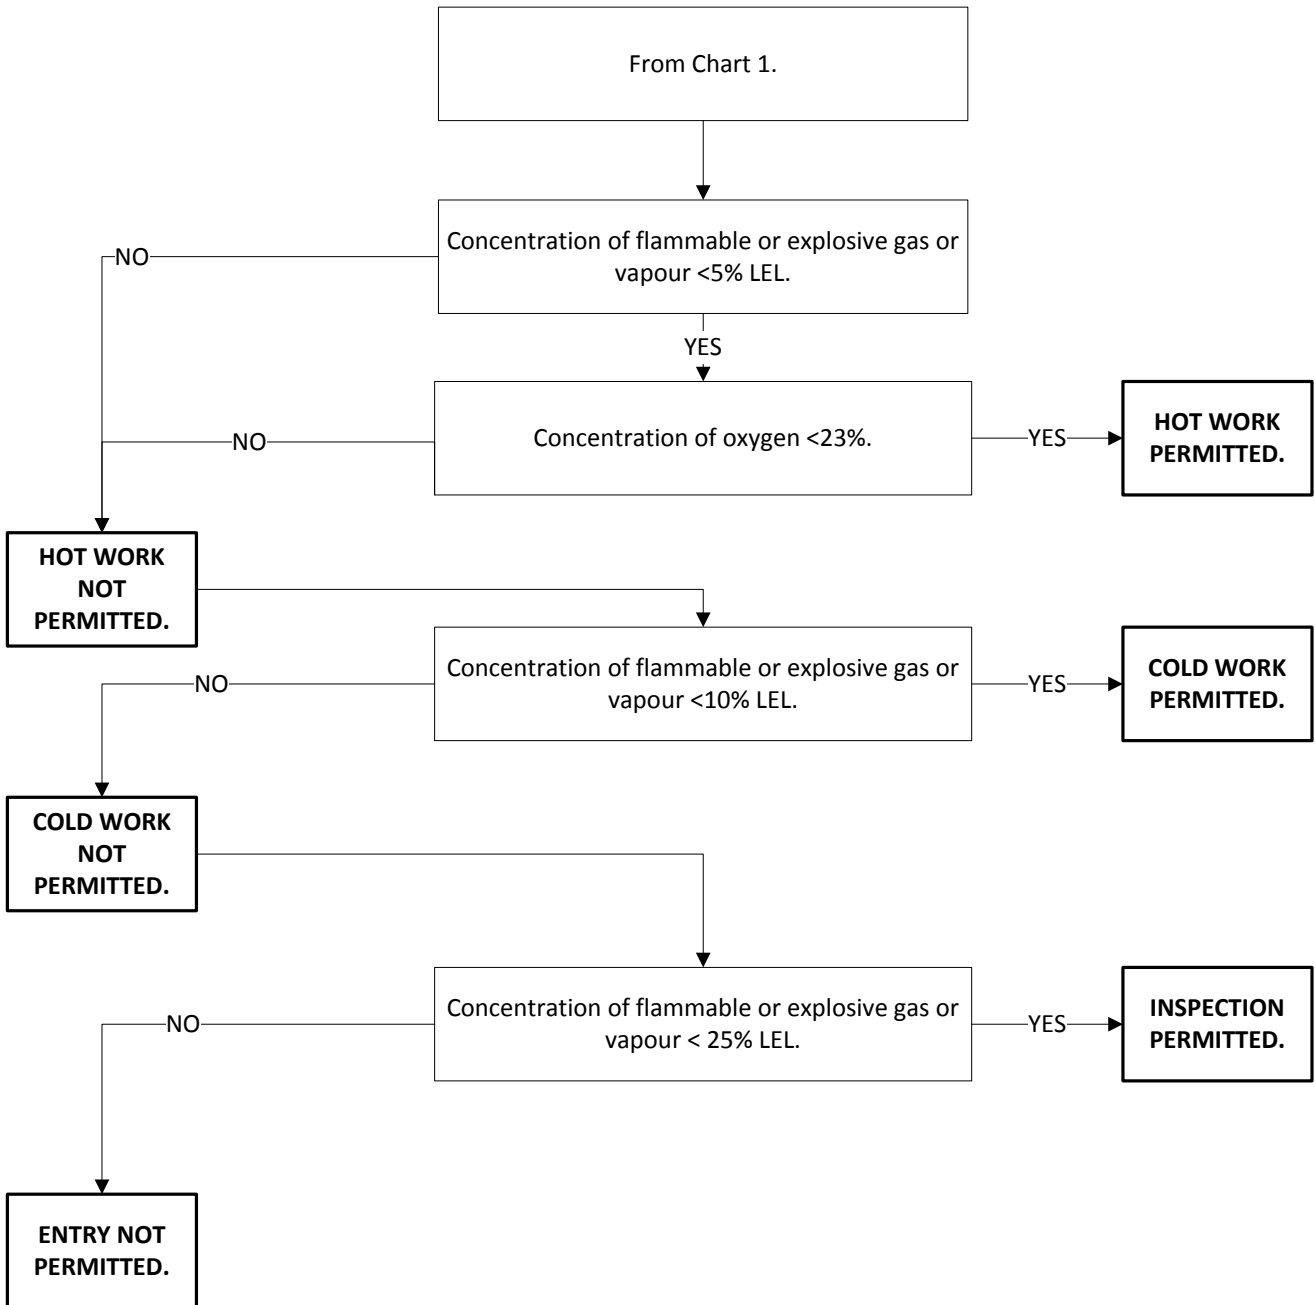 From Chart 1.
Concentration of flammable or explosive gas or
vapour <5% LEL.
NO
YES
Concentration of oxygen <23%.
NO
YES
HOT WORK
PERMITTED.
HOT WORK
NOT
PERMITTED.
Concentration of flammable or explosive gas or
vapour <10% LEL.
NO
YES
COLD WORK
PERMITTED.
COLD WORK
NOT
PERMITTED.
Concentration of flammable or explosive gas or
vapour < 25% LEL.
NO
YES
INSPECTION
PERMITTED.
ENTRY NOT
PERMITTED.